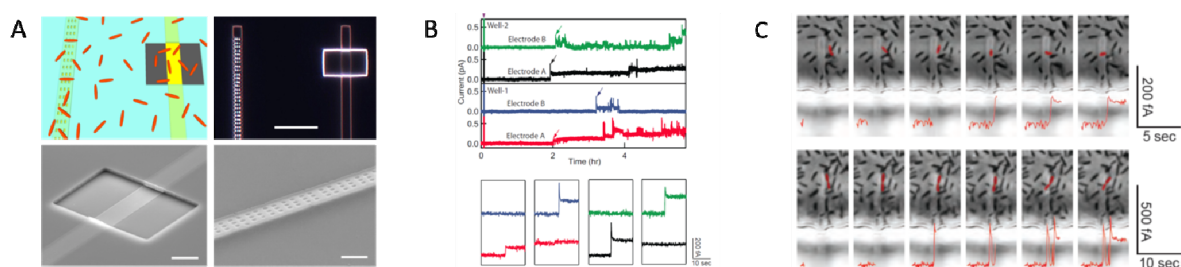 A
B
C
0.5
Well-2
Electrode B
0.0
0.5
Electrode A
0.0
Current (pA)
0.5
Well-1
Electrode B
0.0
0.5
Electrode A
0.0
0
2
4
Time (hr)
200 fA
10 sec
200 fA
5 sec
500 fA
10 sec